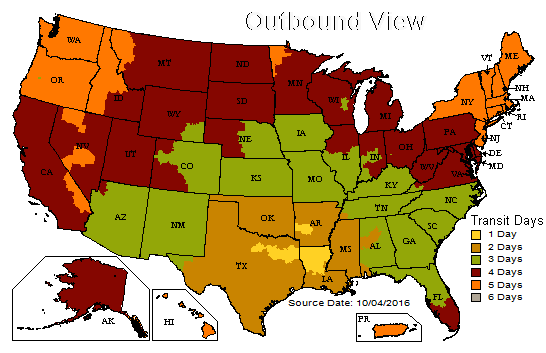 Outbound View
WA
VT
ME
MT
ND
OR
MN
NH
ID
WI
NY
MA
SD
MI
RI
WY
CT
IA
PA
NJ
NV
NE
IL
IN
OH
DE
UT
WV
MD
CA
CO
KS
MO
KY
VA
NC
TN
AZ
NM
OK
AR
SC
Transit Days
1 Day
MS
AL
GA
2 Days
3 Days
TX
LA
4 Days
5 Days
FL
6 Days
Source Date: 10/04/2016
AK
HI
PR